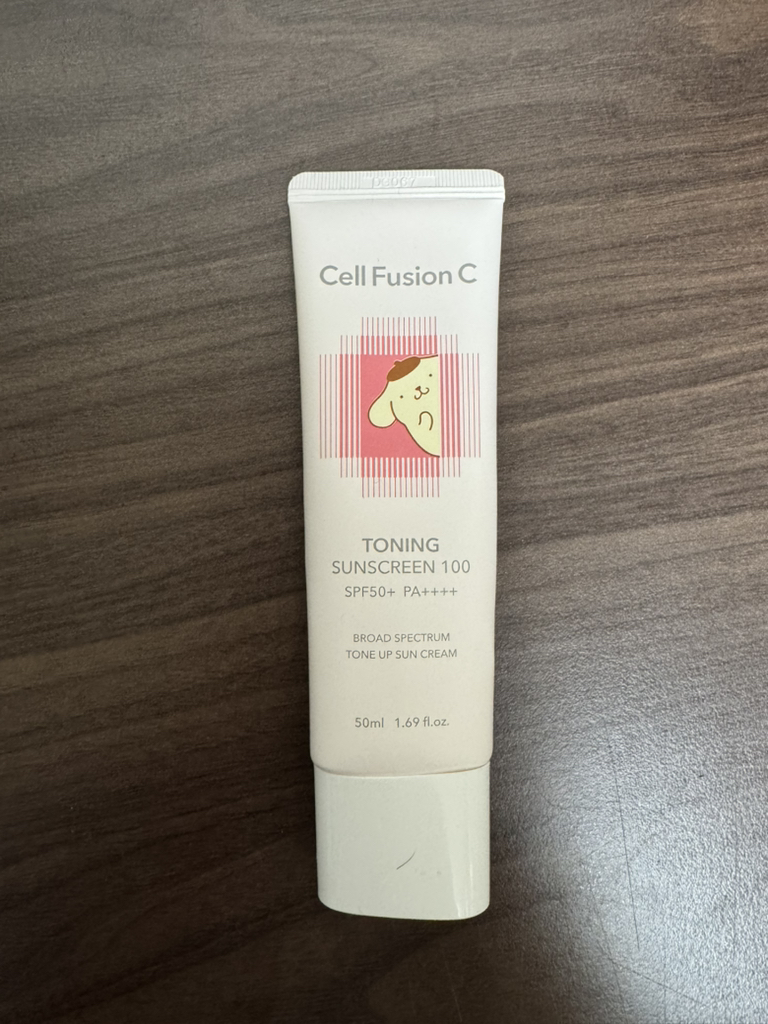 Cell Fusion C
TONING
SUNSCREEN 100
SPF50+ PA++++
BROAD SPECTRUM
TONE UP SUN CREAM
50ml 1.69 fl.oz.